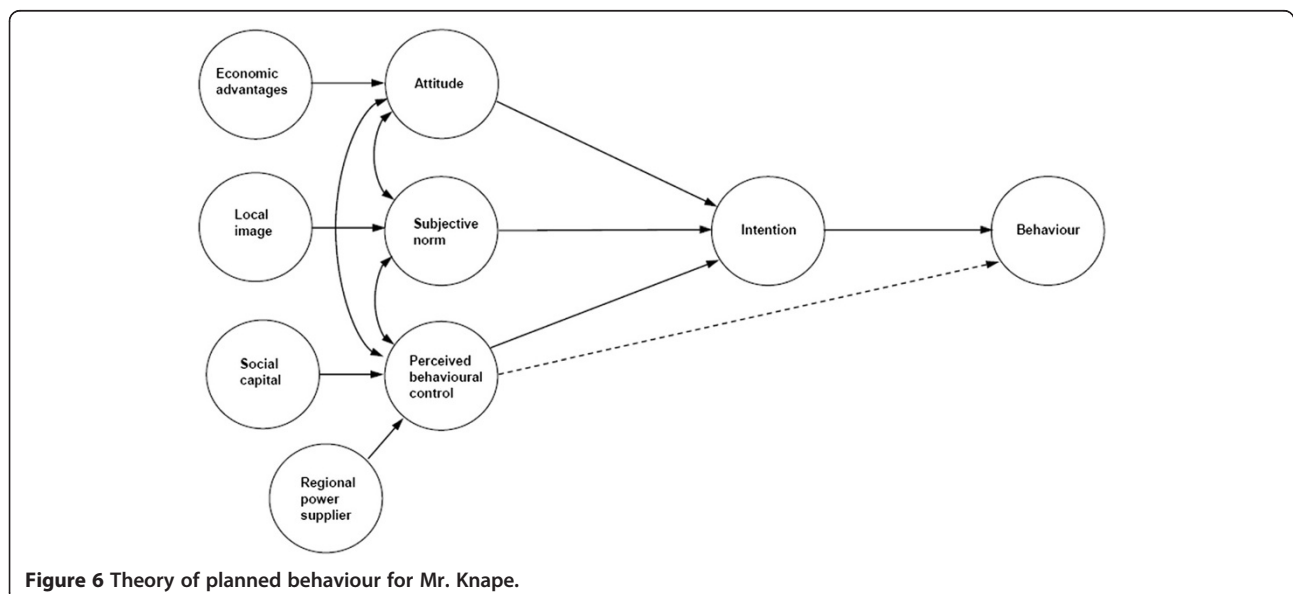 Economic
advantages
Attitude
Local
image
Subjective
norm
Intention
Behaviour
Social
capital
Perceived
behavioural
control
Regional
power
supplier
Figure 6 Theory of planned behaviour for Mr. Knape.